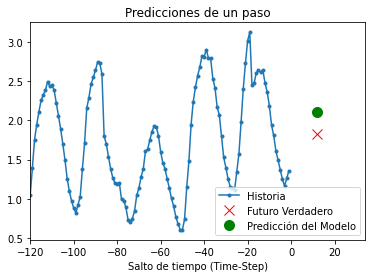 Predicciones de un paso
3.0
2.5
2.0
1.5
1.0
0.5
−120 −100 −80 −60 −40 −20 0 20
Salto de tiempo (Time-Step)
Historia
Futuro Verdadero
Predicción del Modelo